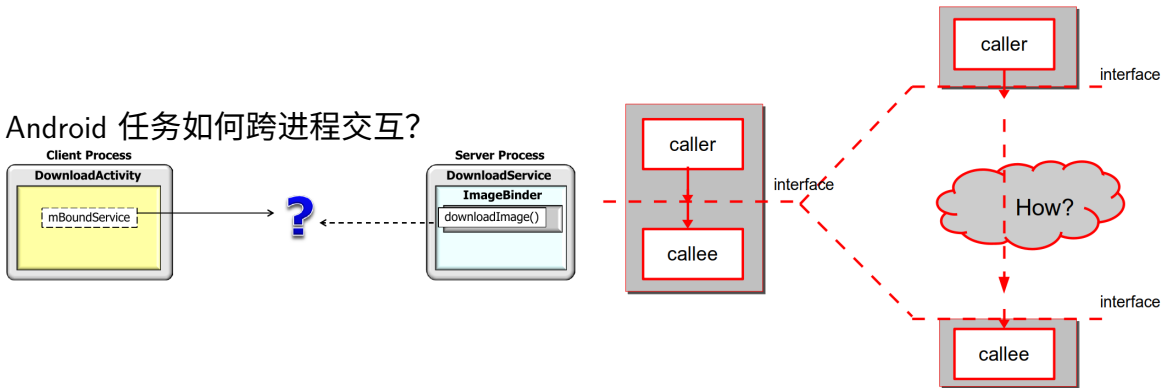 Android 任务如何跨进程交互?
Client Process
DownloadActivity
mBoundService
?
Server Process
DownloadService
ImageBinder
downloadImage()
caller
interface
callee
caller
interface
How?
interface
callee